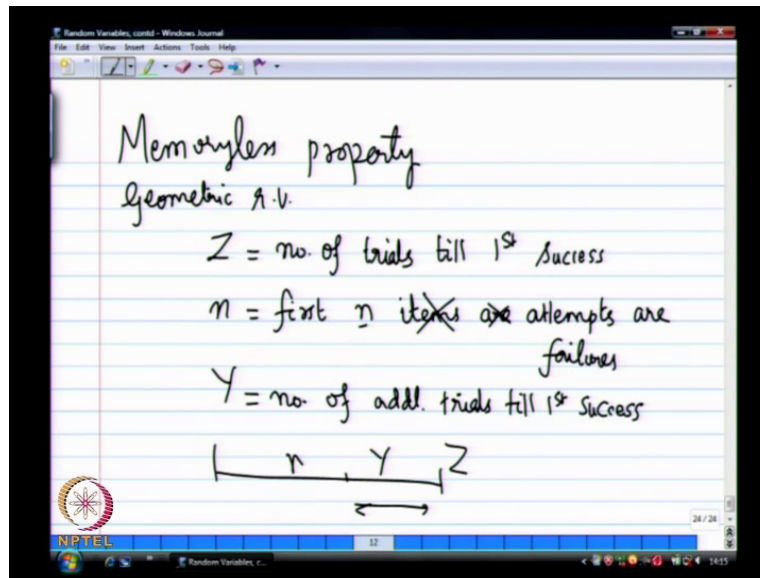 Random Variables, contd - Windows Journal
File Edit View Insert Actions Tools Help
Memoryless property
Geometric r.v.
Z = no. of trials till 1st success
n = first n items are attempts are
failures
Y = no. of addl. trials till 1st success
n Y Z
24 / 24
NPTEL
12
Random Variables, c...
14:15